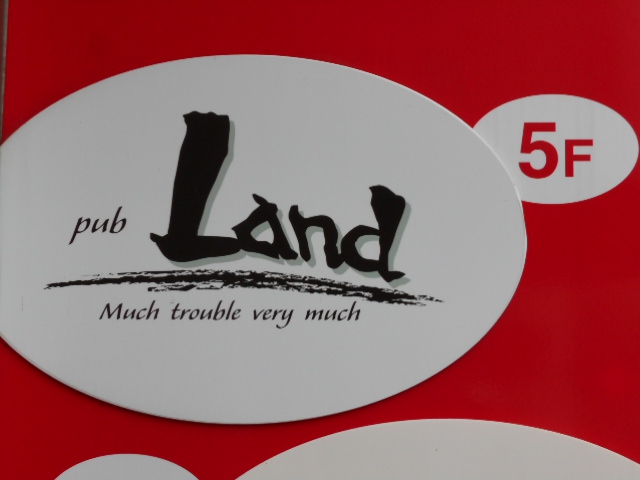 5F
pub Land
Much trouble very much